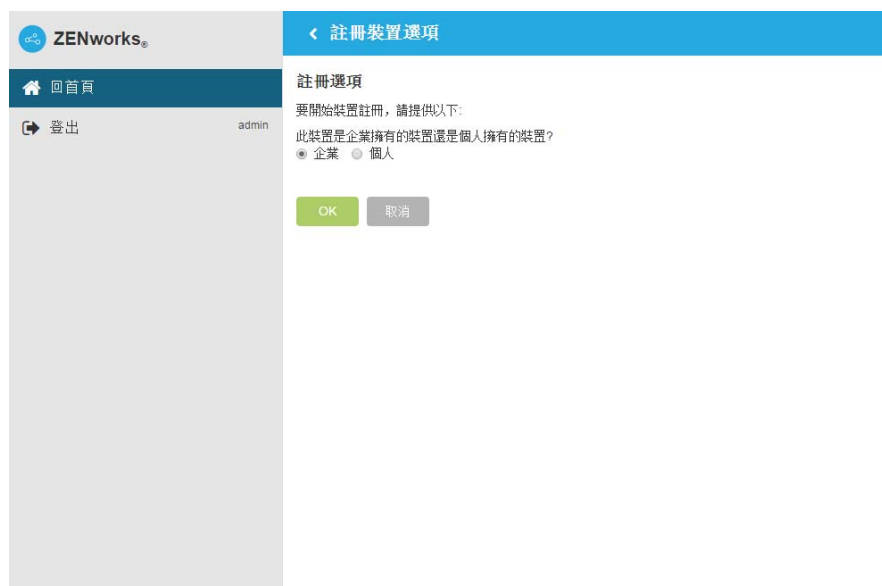 ZENworks®
回首頁
登出 admin
註冊裝置選項
註冊選項
要開始裝置註冊，請提供以下:
此裝置是企業擁有的裝置還是個人擁有的裝置?
企業 個人
OK 取消